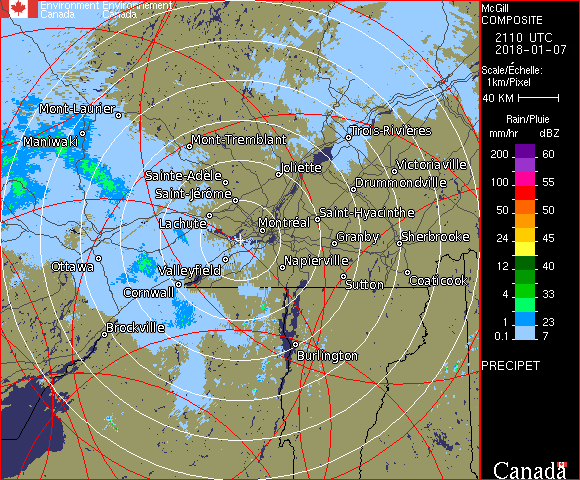 Environment Environnement
Canada Canada
McGill
COMPOSITE
2110 UTC
2018-01-07
Scale/Échelle:
1km/Pixel
40 KM
Rain/Pluie
mm/hr dBZ
200 60
150 57
100 55
50 50
24 45
12 40
4 33
1 23
0.1 7
PRECIPET
Canada
Mont-Laurier
Maniwaki
Mont-Tremblant
Trois-Rivières
Sainte-Adèle
Joliette
Victoriaville
Saint-Jérôme
Drummondville
Lachute
Saint-Hyacinthe
Montréal
Granby
Sherbrooke
Ottawa
Valleyfield
Napierville
Cornwall
Sutton
Coaticook
Brockville
Burlington